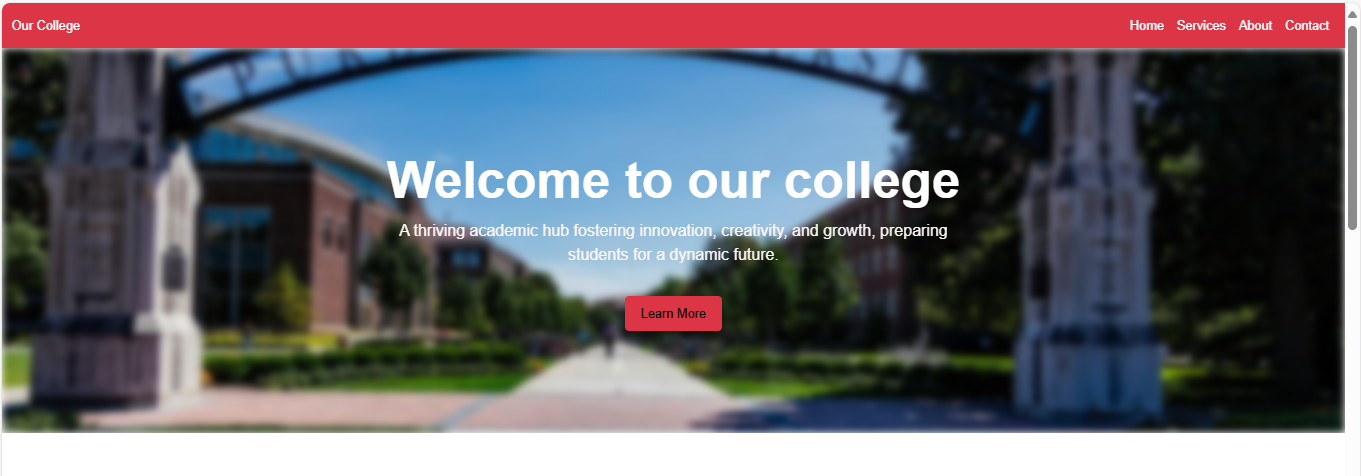 Our College
Home Services About Contact
Welcome to our college
A thriving academic hub fostering innovation, creativity, and growth, preparing
students for a dynamic future.
Learn More